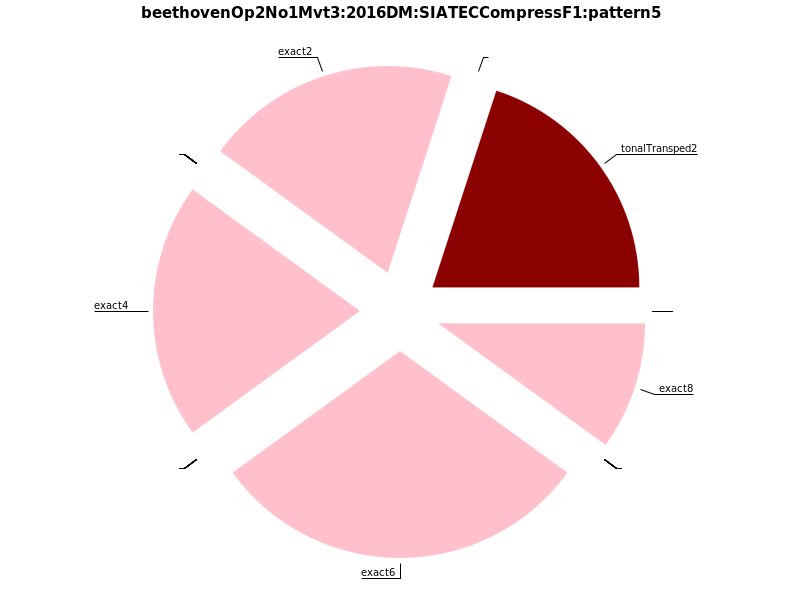 beethovenOp2No1Mvt3:2016DM:SIATECCompressF1:pattern5
exact2
tonalTransped2
exact4
exact8
exact6